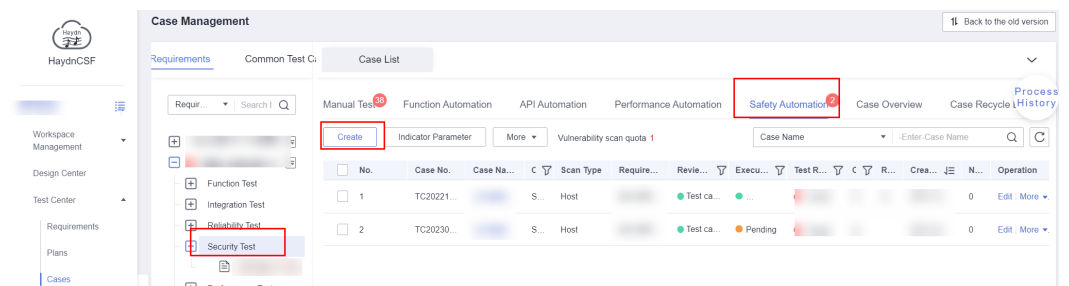 Case Management
Back to the old version
Haydn
HaydnCSF
Requirements
Common Test Ca
Case List
Process
History
Requir...
Search I
Manual Test
38
Function Automation
API Automation
Performance Automation
Safety Automation
2
Case Overview
Case Recycle
Workspace
Management
Design Center
Test Center
Requirements
Plans
Cases
Function Test
Integration Test
Reliability Test
Security Test
Create
Indicator Parameter
More
Vulnerability scan quota 1
Case Name
-Enter-Case Name
No.
Case No.
Case Na...
C
Scan Type
Require...
Revie...
Execu...
Test R...
C
R...
Crea...
N...
Operation
1
TC20221...
S...
Host
Test ca...
...
0
Edit
More
2
TC20230...
S...
Host
Test ca...
Pending
0
Edit
More